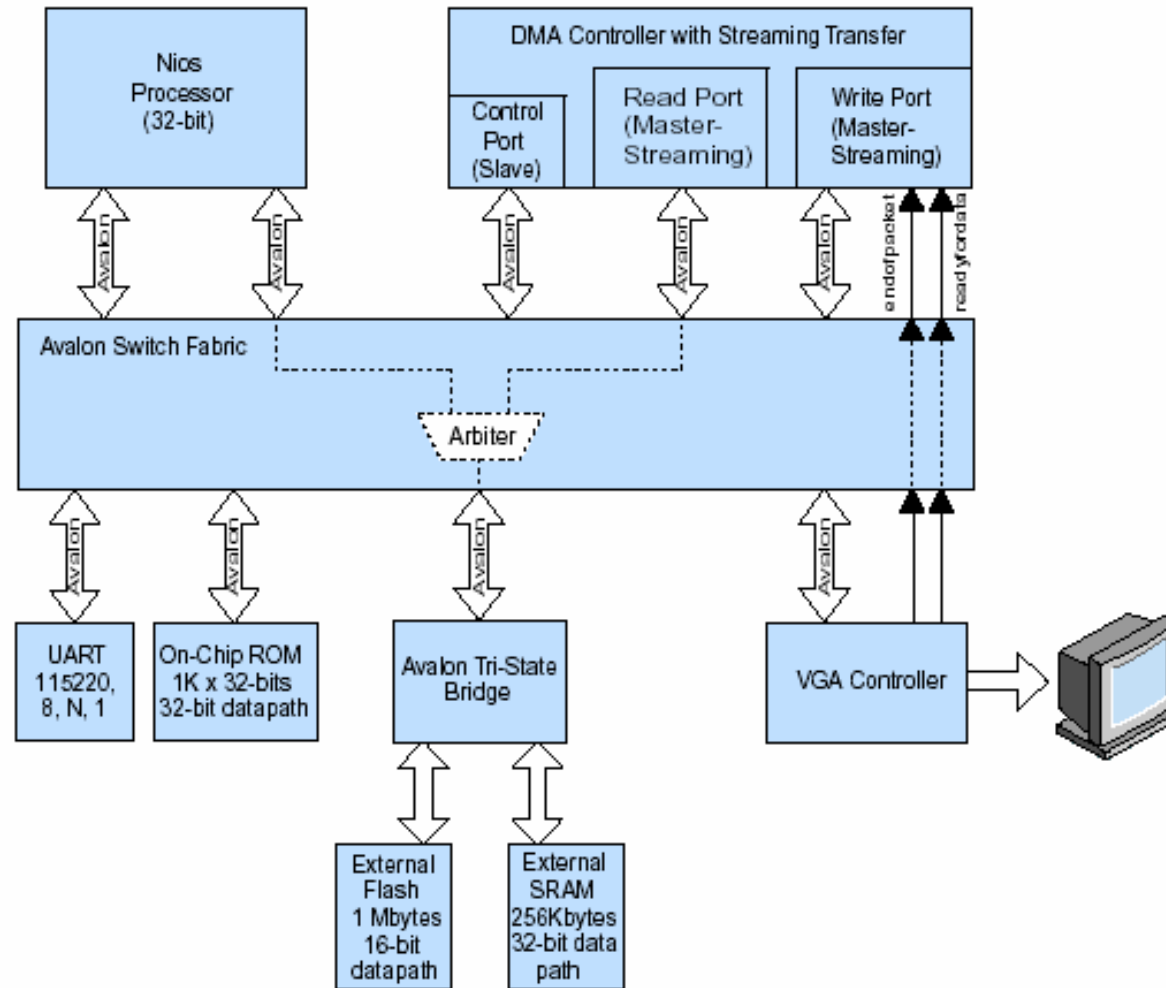 Nios
Processor
(32-bit)
DMA Controller with Streaming Transfer
Control
Port
(Slave)
Read Port
(Master-
Streaming)
Write Port
(Master-
Streaming)
Avalon
Avalon
Avalon
Avalon
Avalon
endofpacket
readyfordata
Avalon Switch Fabric
Arbiter
Avalon
Avalon
Avalon
Avalon
UART
115220,
8, N, 1
On-Chip ROM
1K x 32-bits
32-bit datapath
Avalon Tri-State
Bridge
VGA Controller
External
Flash
1 Mbytes
16-bit
datapath
External
SRAM
256Kbytes
32-bit data
path